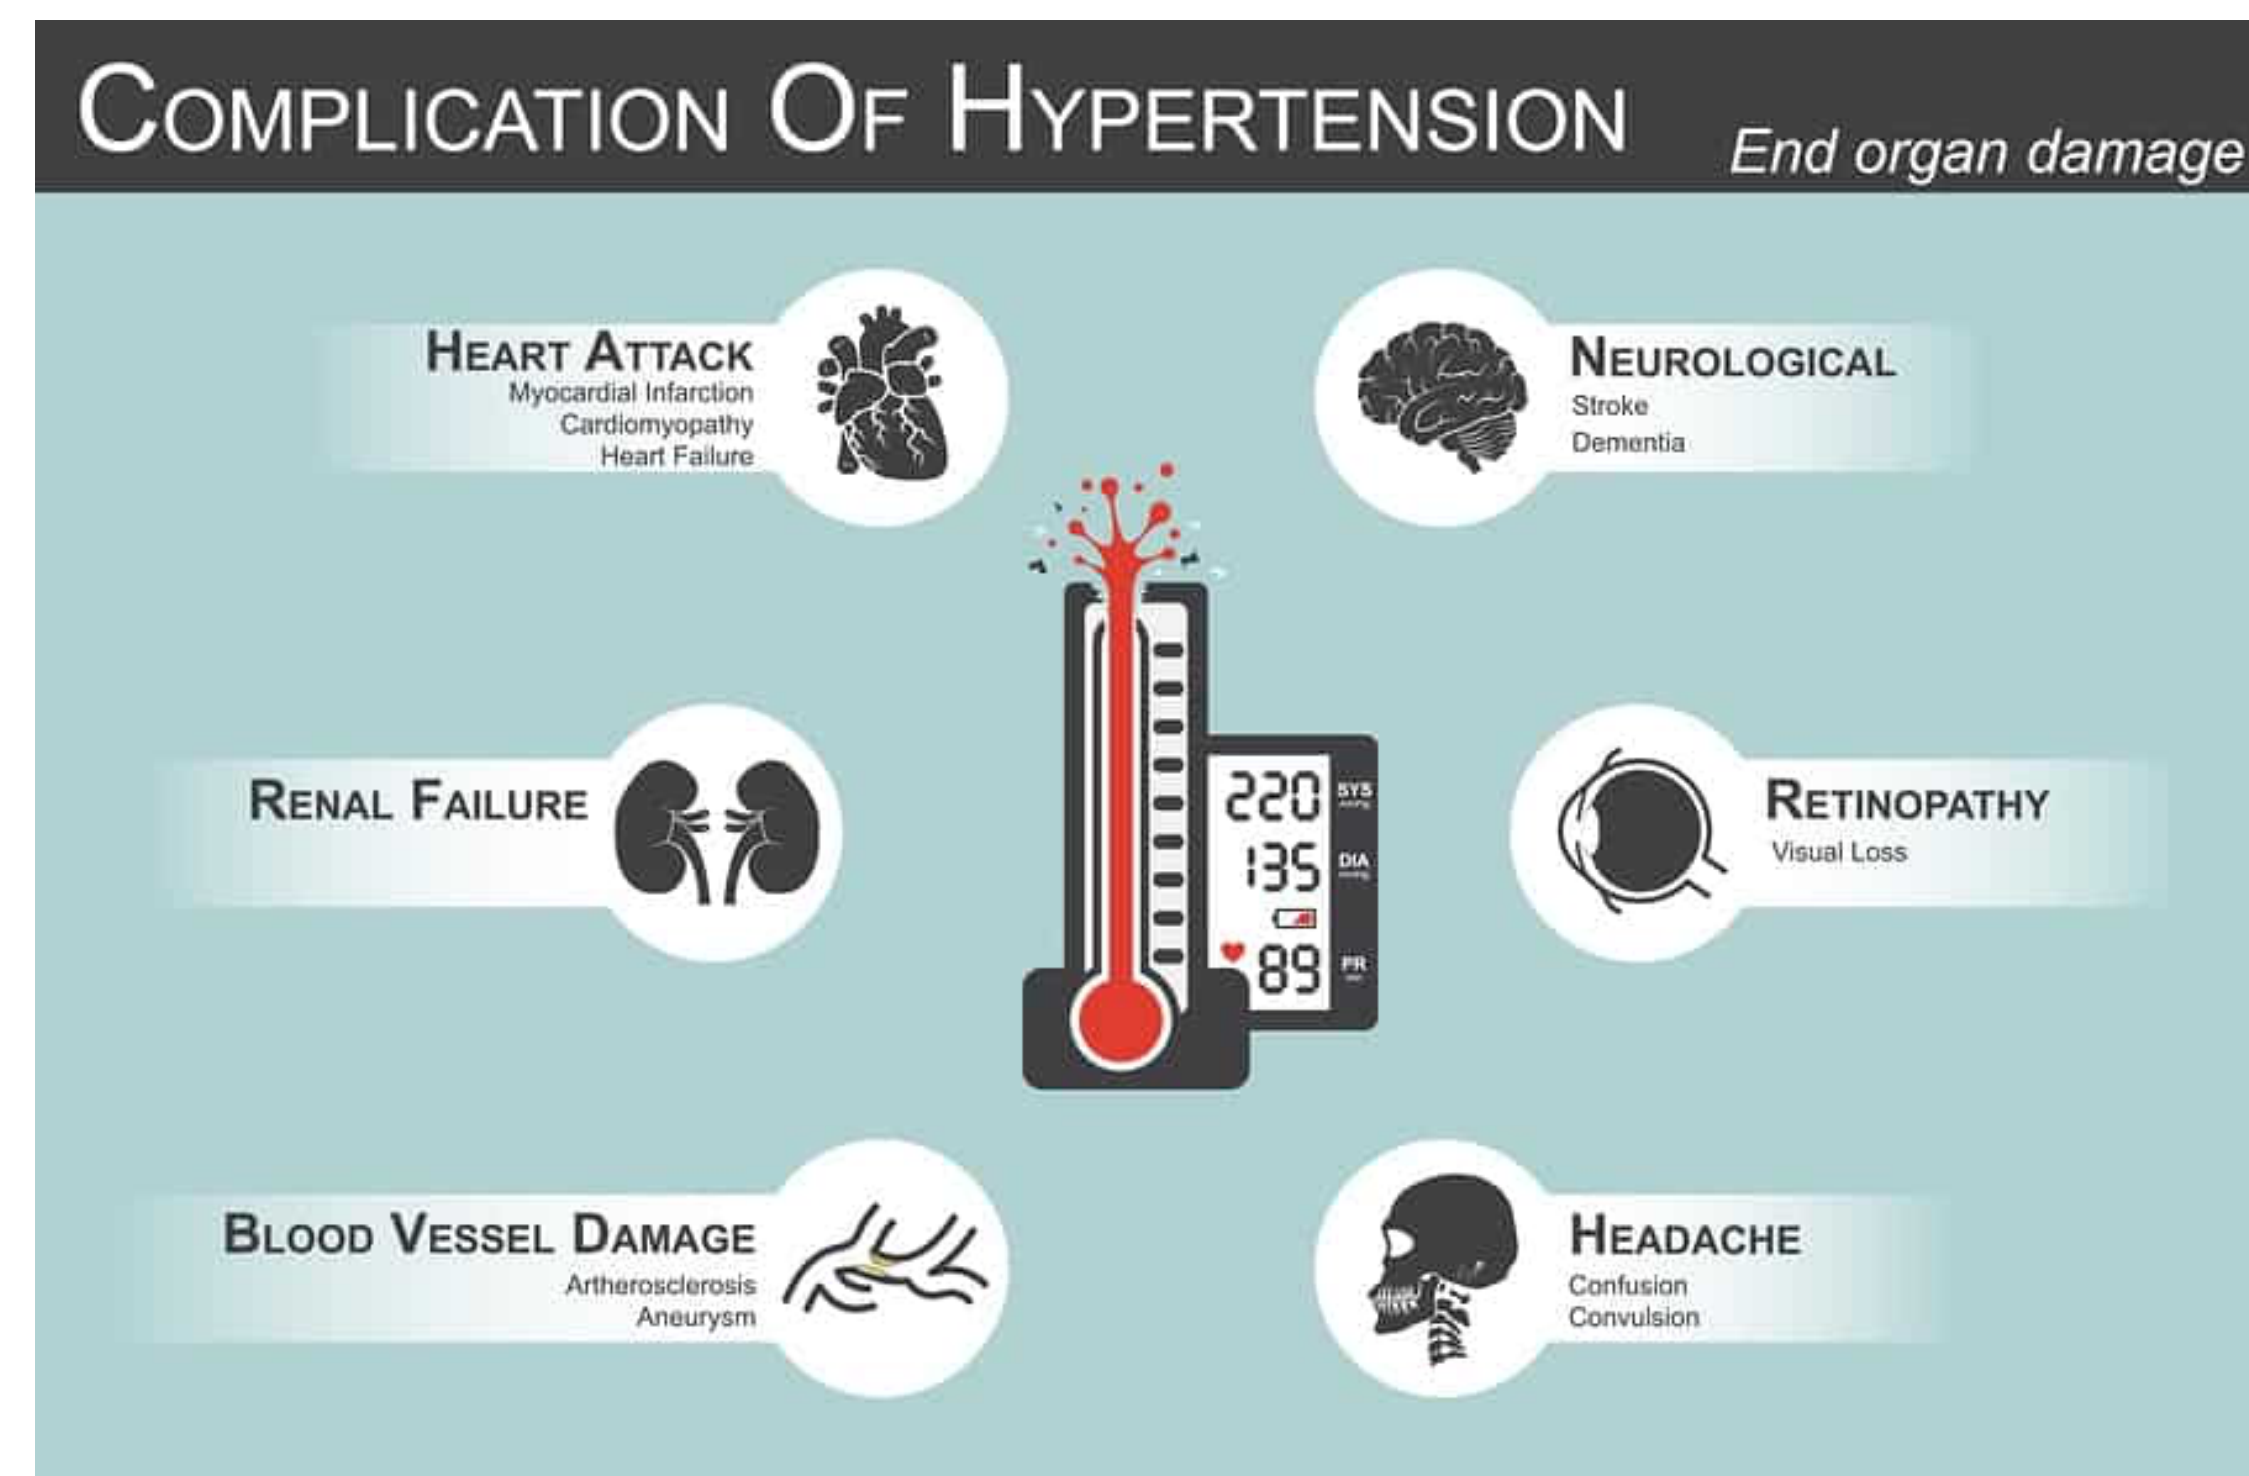 COMPLICATION OF HYPERTENSION
End organ damage
HEART ATTACK
Myocardial Infarction
Cardiomyopathy
Heart Failure
NEUROLOGICAL
Stroke
Dementia
RENAL FAILURE
220 SYS
135 DIA
89 PR
RETINOPATHY
Visual Loss
BLOOD VESSEL DAMAGE
Artherosclerosis
Aneurysm
HEADACHE
Confusion
Convulsion